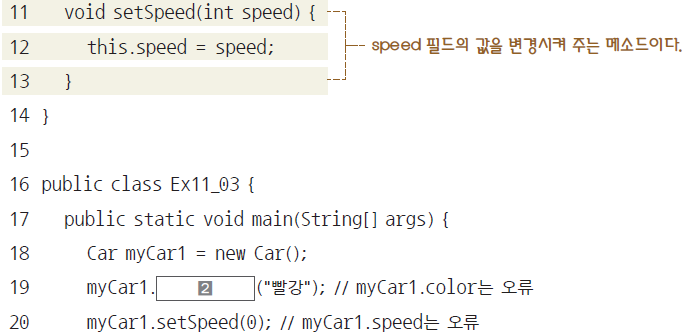 11 void setSpeed(int speed) {
12 this.speed = speed; speed 필드의 값을 변경시켜 주는 메소드이다.
13 }
14 }
15
16 public class Ex11_03 {
17 public static void main(String[] args) {
18 Car myCar1 = new Car();
19 myCar1. 2 ("빨강"); // myCar1.color는 오류
20 myCar1.setSpeed(0); // myCar1.speed는 오류